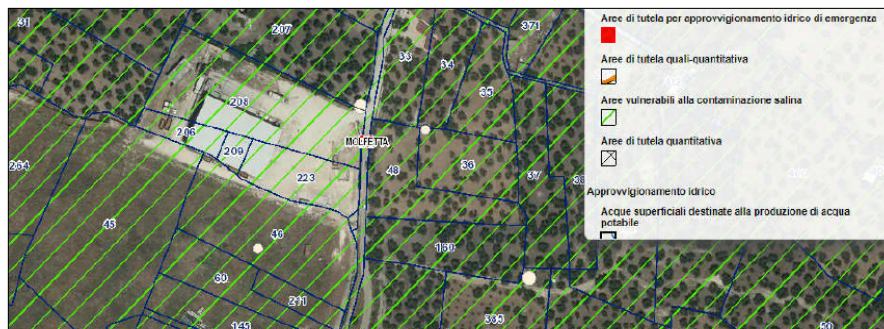 31
207
371
33
34
208
35
206
MOLFETTA
209
264
48
36
223
37
45
46
160
60
211
145
385
50
Aree di tutela per approvvigionamento idrico di emergenza
Aree di tutela quali-quantitativa
Aree vulnerabili alla contaminazione salina
Aree di tutela quantitativa
Approvvigionamento idrico
Acque superficiali destinate alla produzione di acqua
potabile